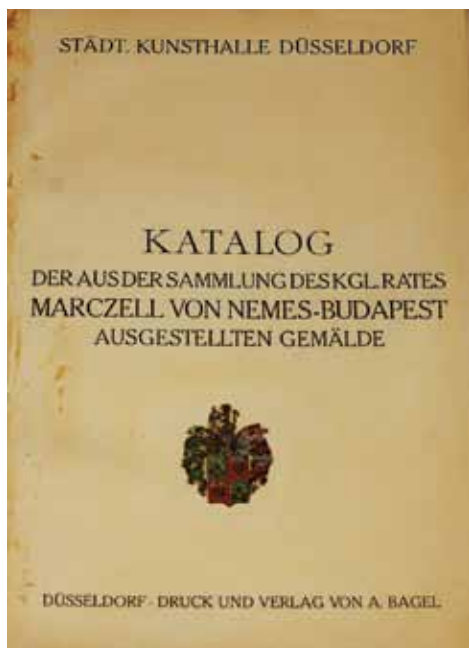 STÄDT. KUNSTHALLE DÜSSELDORF
KATALOG
DER AUS DER SAMMLUNG DES KGL. RATES
MARCZELL VON NEMES-BUDAPEST
AUSGESTELLTEN GEMÄLDE
DÜSSELDORF · DRUCK UND VERLAG VON A. BAGEL